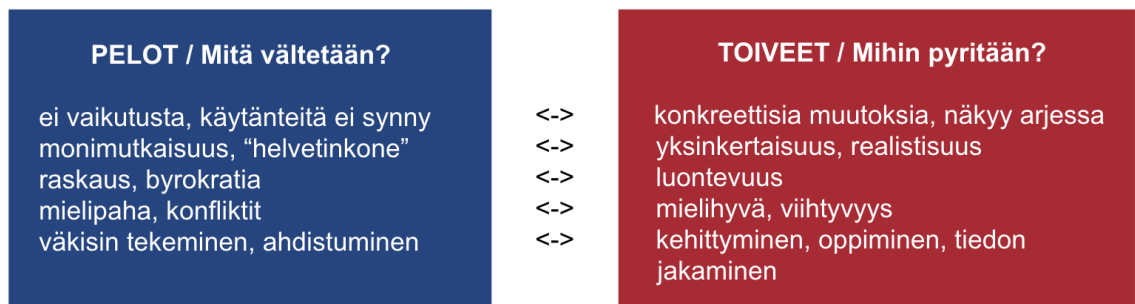 PELOT / Mitä vältetään?
ei vaikutusta, käytänteitä ei synny
monimutkaisuus, “helvetinkone”
raskaus, byrokratia
mielipaha, konfliktit
väkisin tekeminen, ahdistuminen
<->
<->
<->
<->
<->
TOIVEET / Mihin pyritään?
konkreettisia muutoksia, näkyy arjessa
yksinkertaisuus, realistisuus
luontevuus
mielihyvä, viihtyvyys
kehittyminen, oppiminen, tiedon
jakaminen